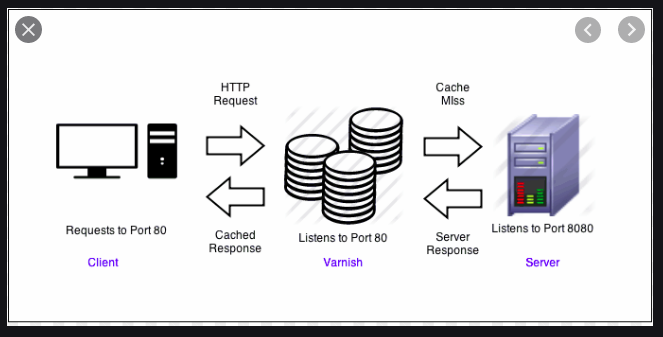 HTTP
Request
Cache
MIss
Requests to Port 80
Cached
Response
Listens to Port 80
Server
Response
Listens to Port 8080
Client
Varnish
Server